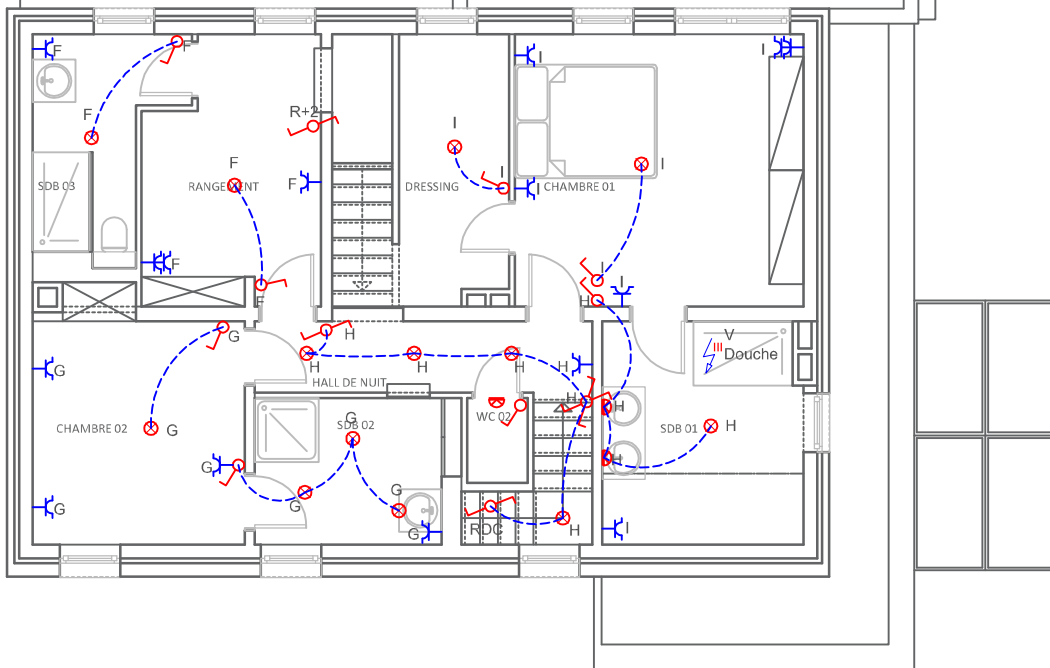 F
F
I
I
F
R+2
I
F
I
F
SDB 03
RANGEMENT
F
DRESSING
I
CHAMBRE 01
F
I
I
F
H
G
H
V
Douche
H
H
H
H
G
HALL DE NUIT
H
H
G
WC 02
CHAMBRE 02
G
SDB 02
SDB 01
H
G
H
G
G
G
RDC
H
G
I